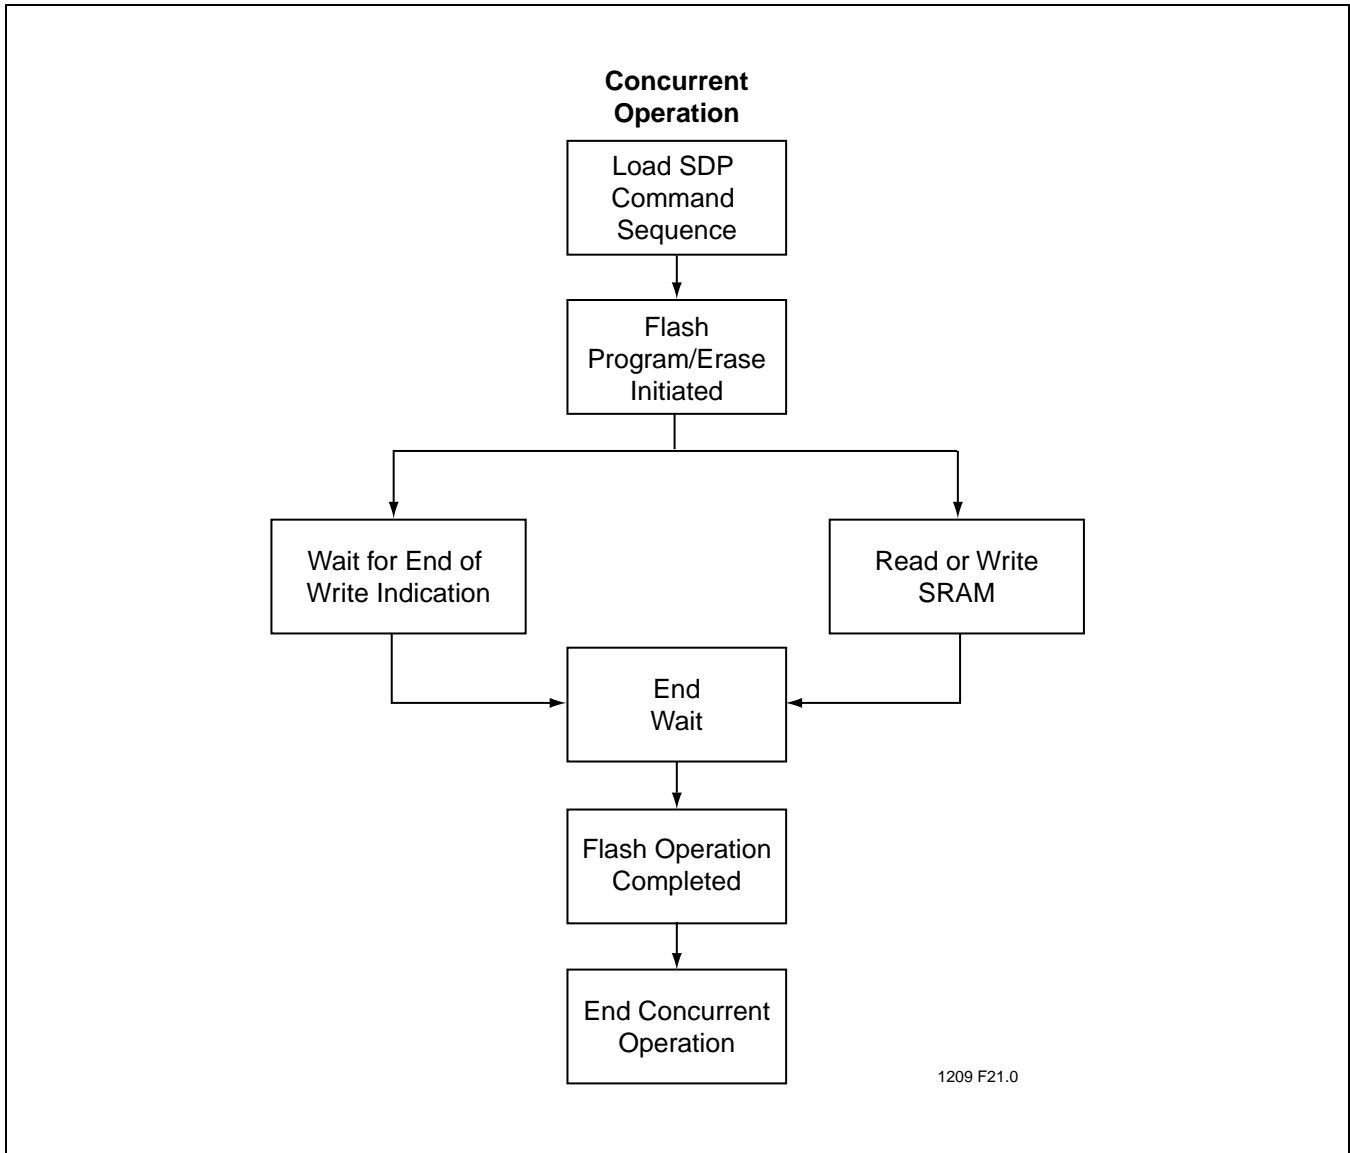 Concurrent
Operation
Load SDP
Command
Sequence
Flash
Program/Erase
Initiated
Wait for End of
Write Indication
Read or Write
SRAM
End
Wait
Flash Operation
Completed
End Concurrent
Operation
1209 F21.0